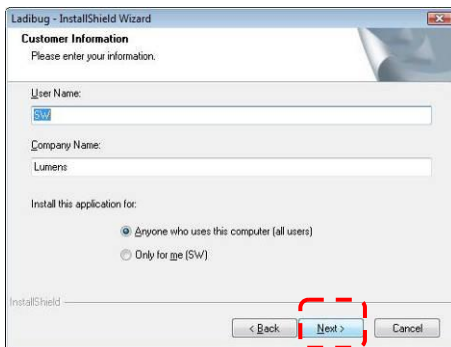 Ladibug - InstallShield Wizard
Customer Information
Please enter your information.
User Name:
SW
Company Name:
Lumens
Install this application for:
Anyone who uses this computer (all users)
Only for me (SW)
InstallShield
< Back
Next >
Cancel